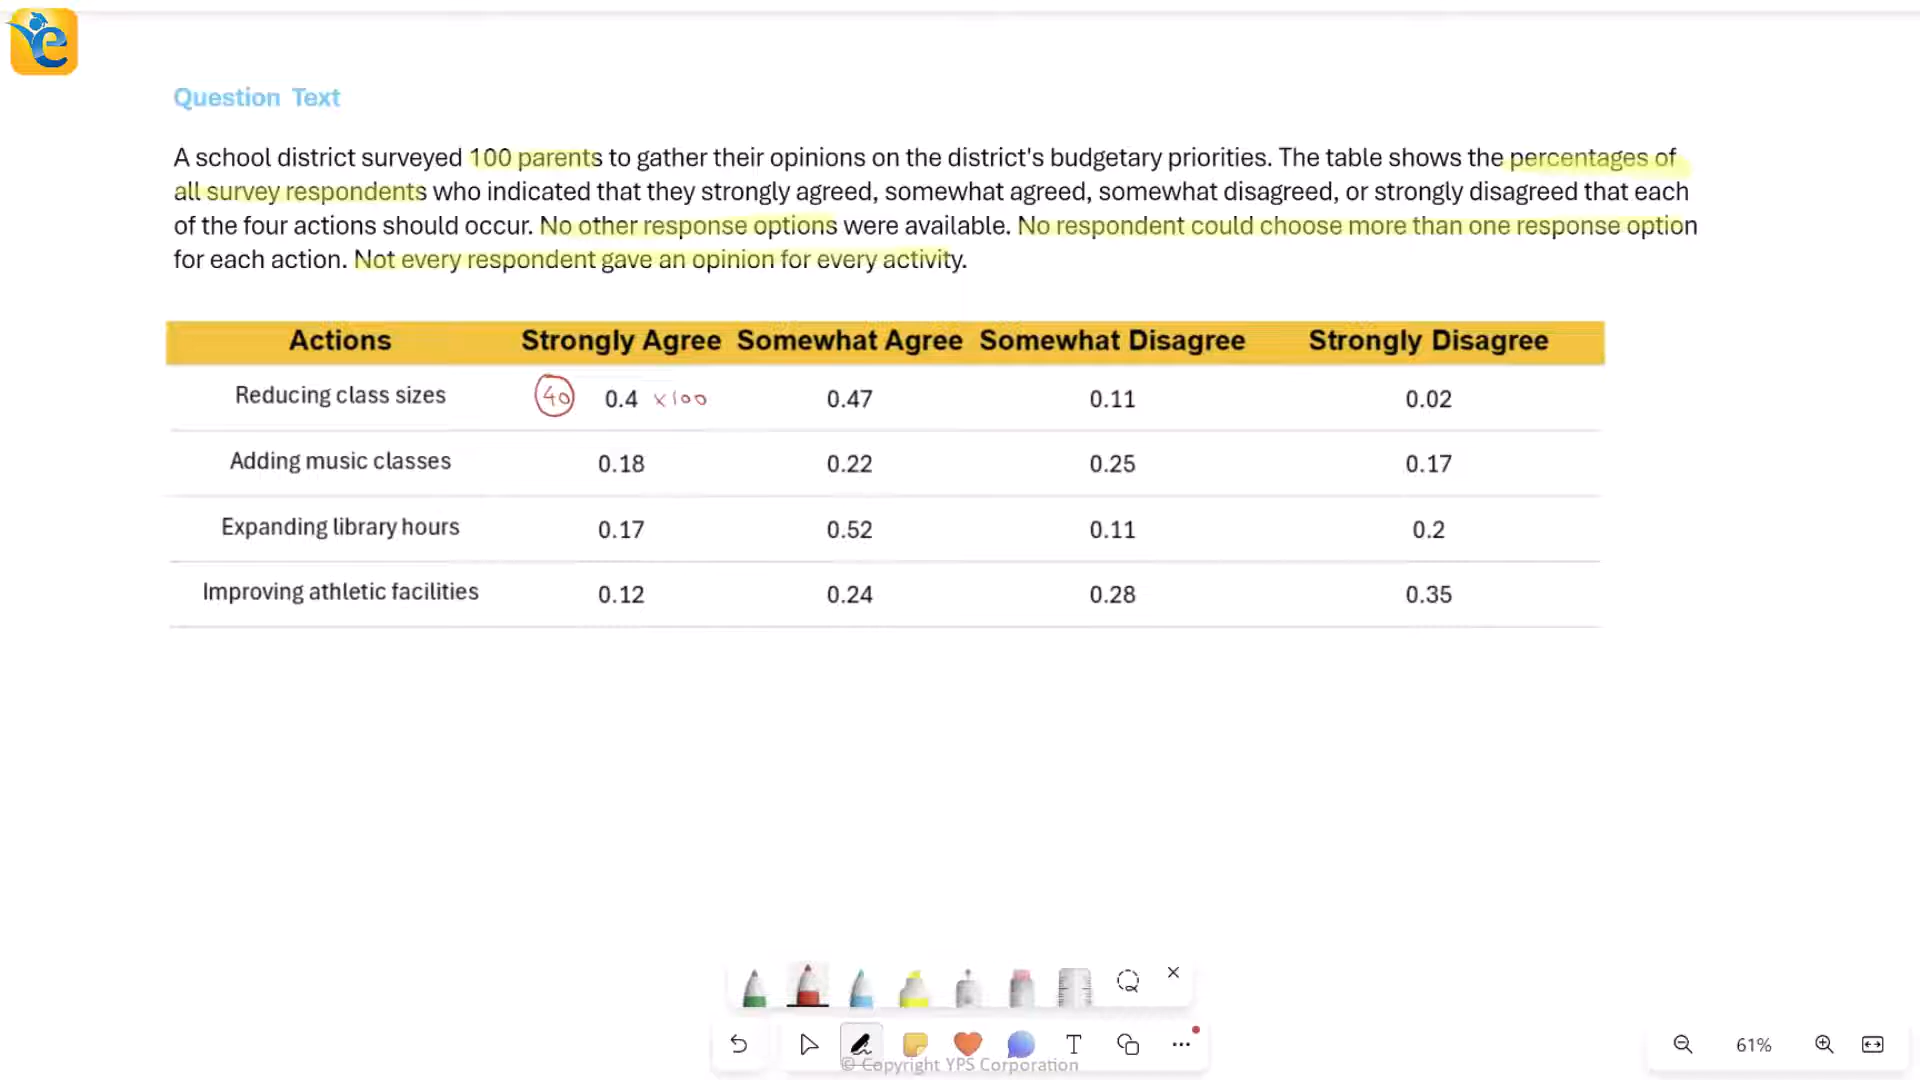 Question Text
A school district surveyed 100 parents to gather their opinions on the district's budgetary priorities. The table shows the percentages of
all survey respondents who indicated that they strongly agreed, somewhat agreed, somewhat disagreed, or strongly disagreed that each
of the four actions should occur. No other response options were available. No respondent could choose more than one response option
for each action. Not every respondent gave an opinion for every activity.
Actions Strongly Agree Somewhat Agree Somewhat Disagree Strongly Disagree
Reducing class sizes 40 0.4 x100 0.47 0.11 0.02
Adding music classes 0.18 0.22 0.25 0.17
Expanding library hours 0.17 0.52 0.11 0.2
Improving athletic facilities 0.12 0.24 0.28 0.35
61%
© Copyright YPS Corporation